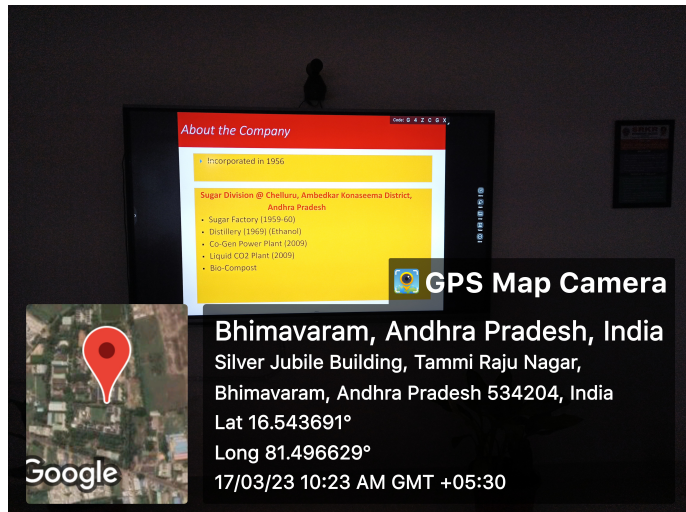 Code: G 4 Z C G X
About the Company
Incorporated in 1956
Sugar Division @ Chelluru, Ambedkar Konaseema District,
Andhra Pradesh
• Sugar Factory (1959-60)
• Distillery (1969) (Ethanol)
• Co-Gen Power Plant (2009)
• Liquid CO2 Plant (2009)
• Bio-Compost
GPS Map Camera
Bhimavaram, Andhra Pradesh, India
Silver Jubile Building, Tammi Raju Nagar,
Bhimavaram, Andhra Pradesh 534204, India
Lat 16.543691°
Long 81.496629°
17/03/23 10:23 AM GMT +05:30
Google